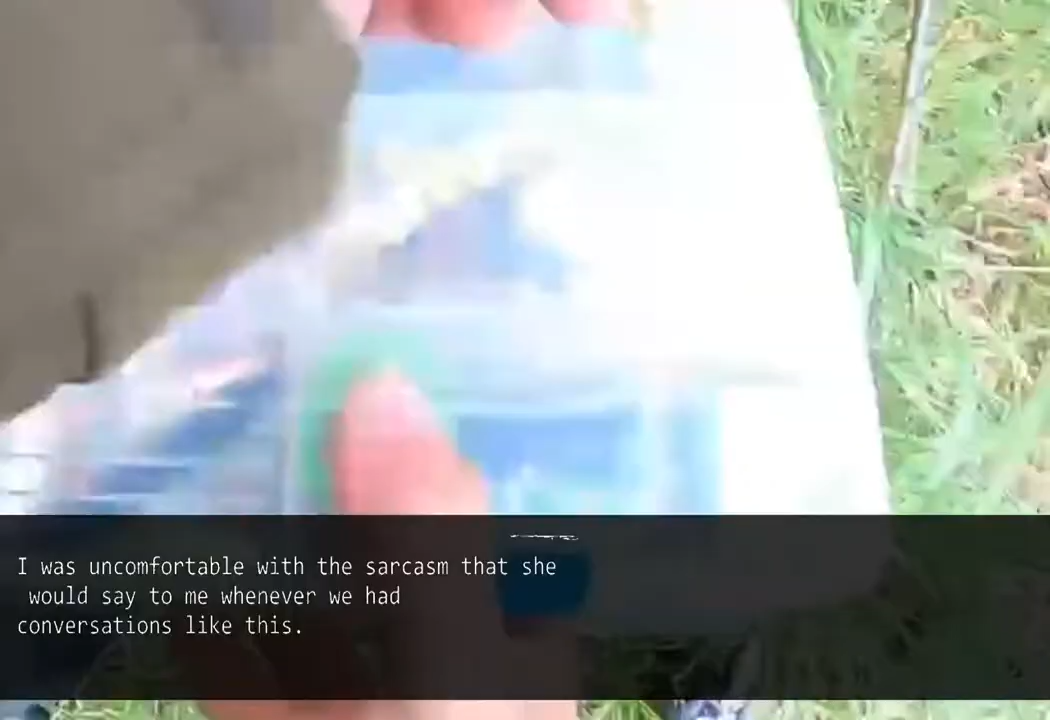 I was uncomfortable with the sarcasm that she
would say to me whenever we had
conversations like this.